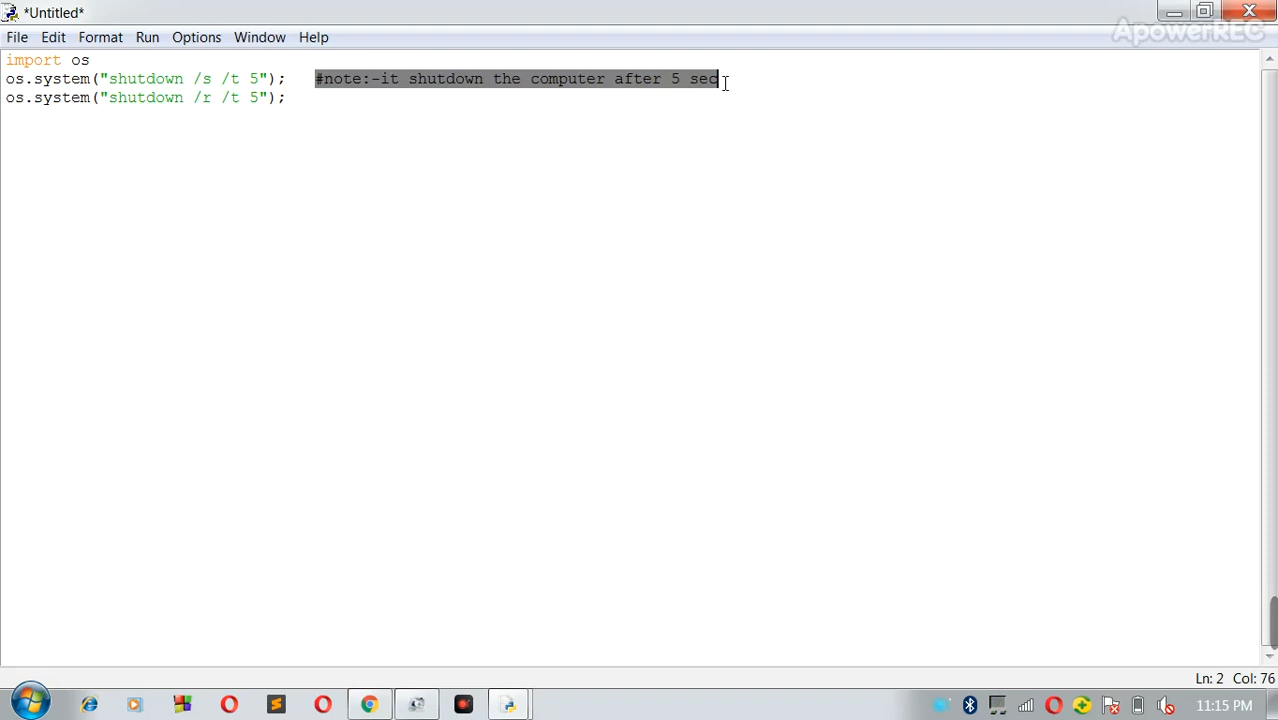 *Untitled*
ApowerREC
File Edit Format Run Options Window Help
import os
os.system("shutdown /s /t 5"); #note:-it shutdown the computer after 5 sec
os.system("shutdown /r /t 5");
Ln: 2 Col: 76
11:15 PM